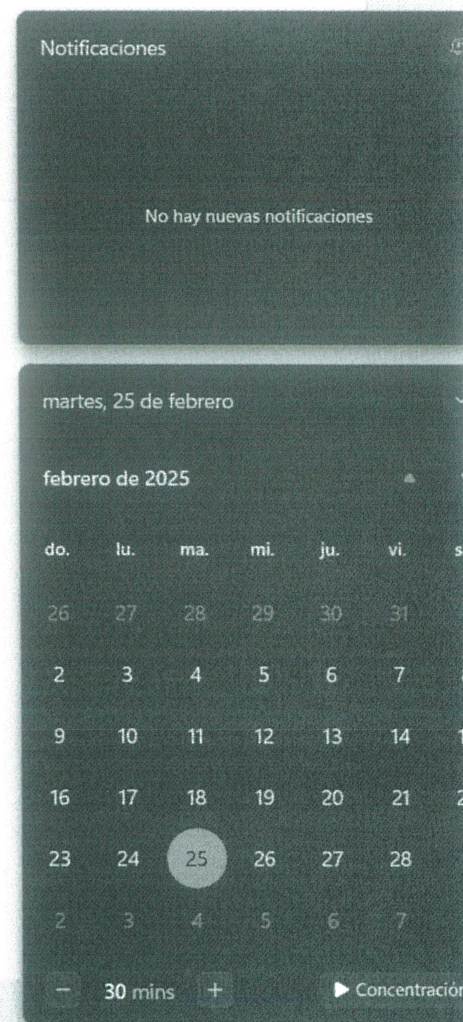 Notificaciones
No hay nuevas notificaciones
martes, 25 de febrero
febrero de 2025
do. lu. ma. mi. ju. vi.
26 27 28 29 30 31
2 3 4 5 6 7
9 10 11 12 13 14
16 17 18 19 20 21
23 24 25 26 27 28
2 3 4 5 6 7
− 30 mins +
Concentración